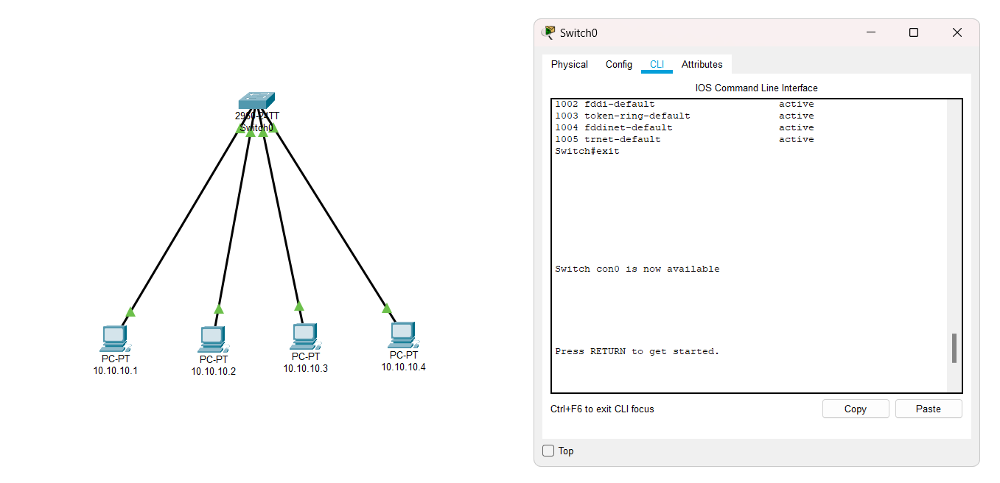 2950-24TT
Switch0
PC-PT
10.10.10.1
PC-PT
10.10.10.2
PC-PT
10.10.10.3
PC-PT
10.10.10.4
Switch0
Physical Config CLI Attributes
IOS Command Line Interface
1002 fddi-default active
1003 token-ring-default active
1004 fddinet-default active
1005 trnet-default active
Switch#exit
Switch con0 is now available
Press RETURN to get started.
Ctrl+F6 to exit CLI focus
Copy Paste
Top